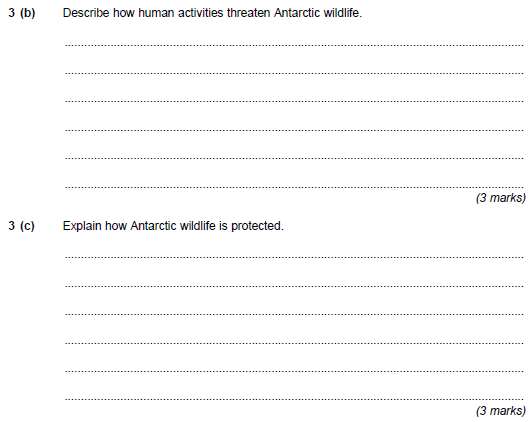 3 (b) Describe how human activities threaten Antarctic wildlife.
(3 marks)
3 (c) Explain how Antarctic wildlife is protected.
(3 marks)